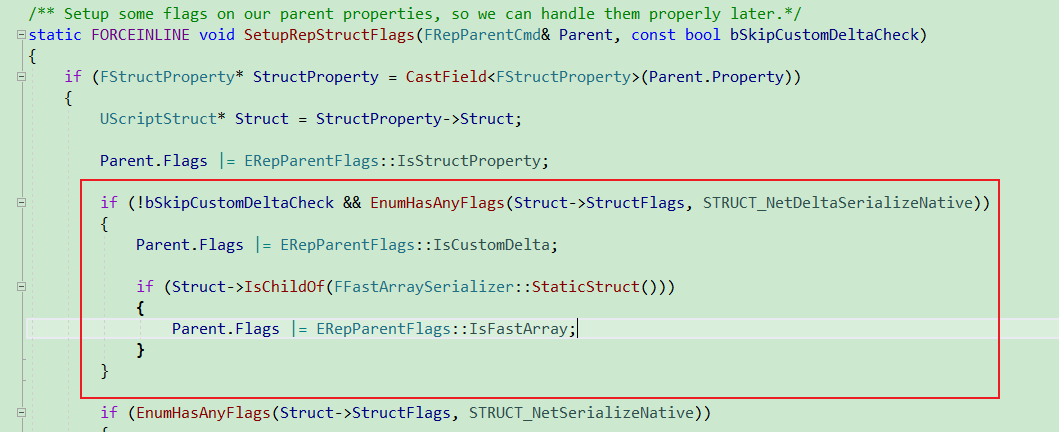 /** Setup some flags on our parent properties, so we can handle them properly later.*/
static FORCEINLINE void SetupRepStructFlags(FRepParentCmd& Parent, const bool bSkipCustomDeltaCheck)
{
    if (FStructProperty* StructProperty = CastField<FStructProperty>(Parent.Property))
    {
        UScriptStruct* Struct = StructProperty->Struct;

        Parent.Flags |= ERepParentFlags::IsStructProperty;

        if (!bSkipCustomDeltaCheck && EnumHasAnyFlags(Struct->StructFlags, STRUCT_NetDeltaSerializeNative))
        {
            Parent.Flags |= ERepParentFlags::IsCustomDelta;

            if (Struct->IsChildOf(FFastArraySerializer::StaticStruct()))
            {
                Parent.Flags |= ERepParentFlags::IsFastArray;
            }
        }

        if (EnumHasAnyFlags(Struct->StructFlags, STRUCT_NetSerializeNative))